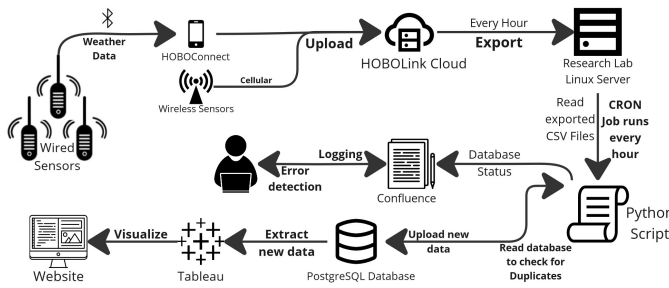 Weather
Data
HOBOConnect
Cellular
Wireless Sensors
Wired
Sensors
Upload
HOBOLink Cloud
Every Hour
Export
Research Lab
Linux Server
Read
exported
CSV Files
CRON
Job runs
every
hour
Python
Script
Database
Status
Confluence
Logging
Error
detection
Read database
to check for
Duplicates
Upload new
data
PostgreSQL Database
Extract
new data
Tableau
Visualize
Website